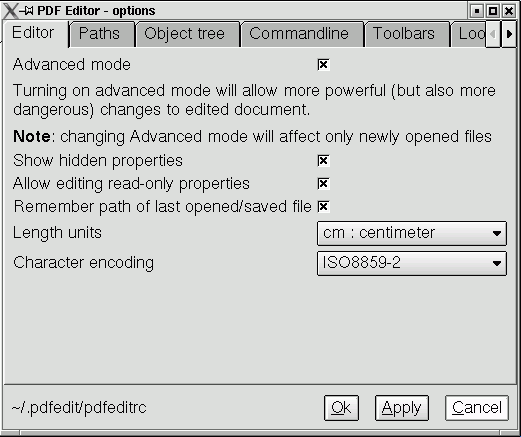 PDF Editor - options
Editor Paths Object tree Commandline Toolbars Loo
Advanced mode
Turning on advanced mode will allow more powerful (but also more
dangerous) changes to edited document.
Note: changing Advanced mode will affect only newly opened files
Show hidden properties
Allow editing read-only properties
Remember path of last opened/saved file
Length units cm : centimeter
Character encoding ISO8859-2
~/.pdfedit/pdfeditrc Ok Apply Cancel